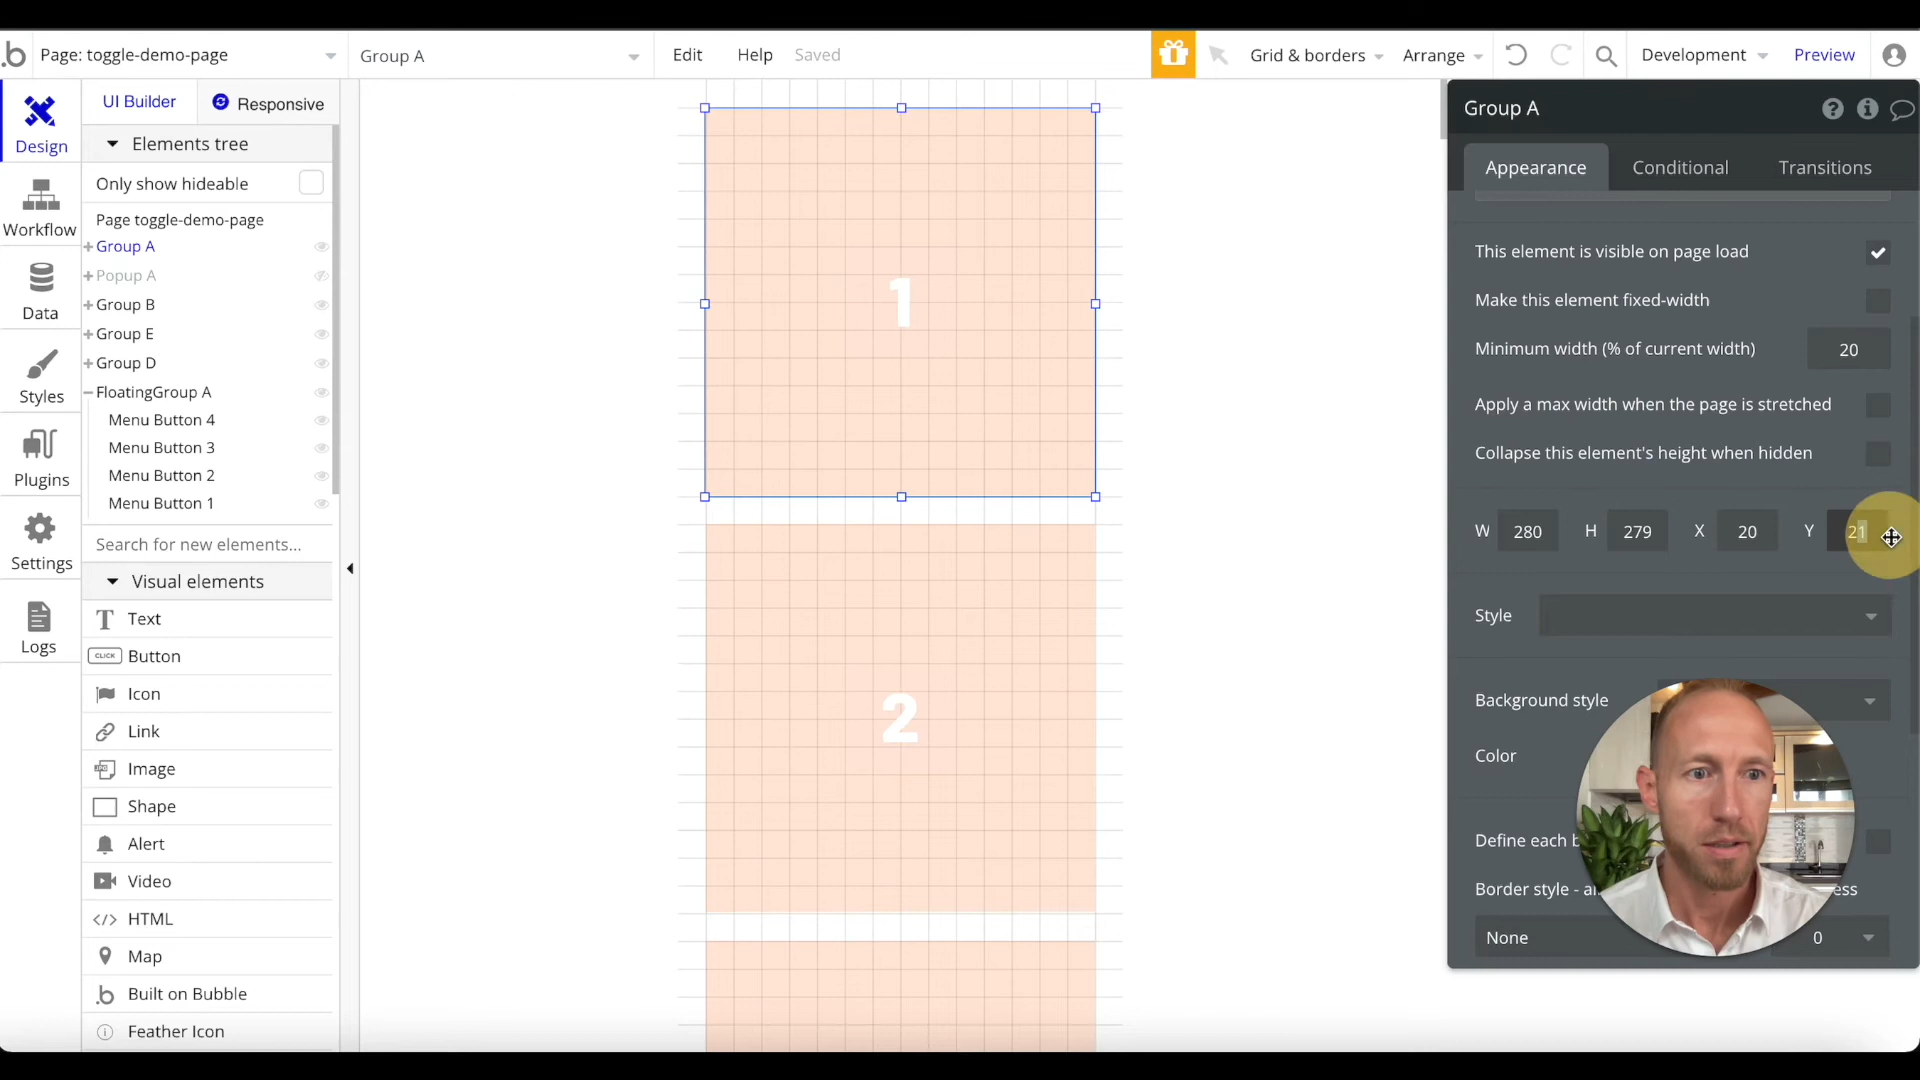 .b Page: toggle-demo-page Group A Edit Help Saved Grid & borders Arrange Development Preview
Design
Workflow
Data
Styles
Plugins
Settings
Logs
UI Builder Responsive
Elements tree
Only show hideable
Page toggle-demo-page
Group A
Popup A
Group B
Group E
Group D
FloatingGroup A
Menu Button 4
Menu Button 3
Menu Button 2
Menu Button 1
Search for new elements...
Visual elements
T Text
CLICK Button
Icon
Link
JPG Image
Shape
Alert
Video
</> HTML
Map
b Built on Bubble
Feather Icon
1
2
Group A
Appearance Conditional Transitions
This element is visible on page load
Make this element fixed-width
Minimum width (% of current width) 20
Apply a max width when the page is stretched
Collapse this element's height when hidden
W 280 H 279 X 20 Y 21
Style
Background style
Color
Define each b
Border style - a
None 0